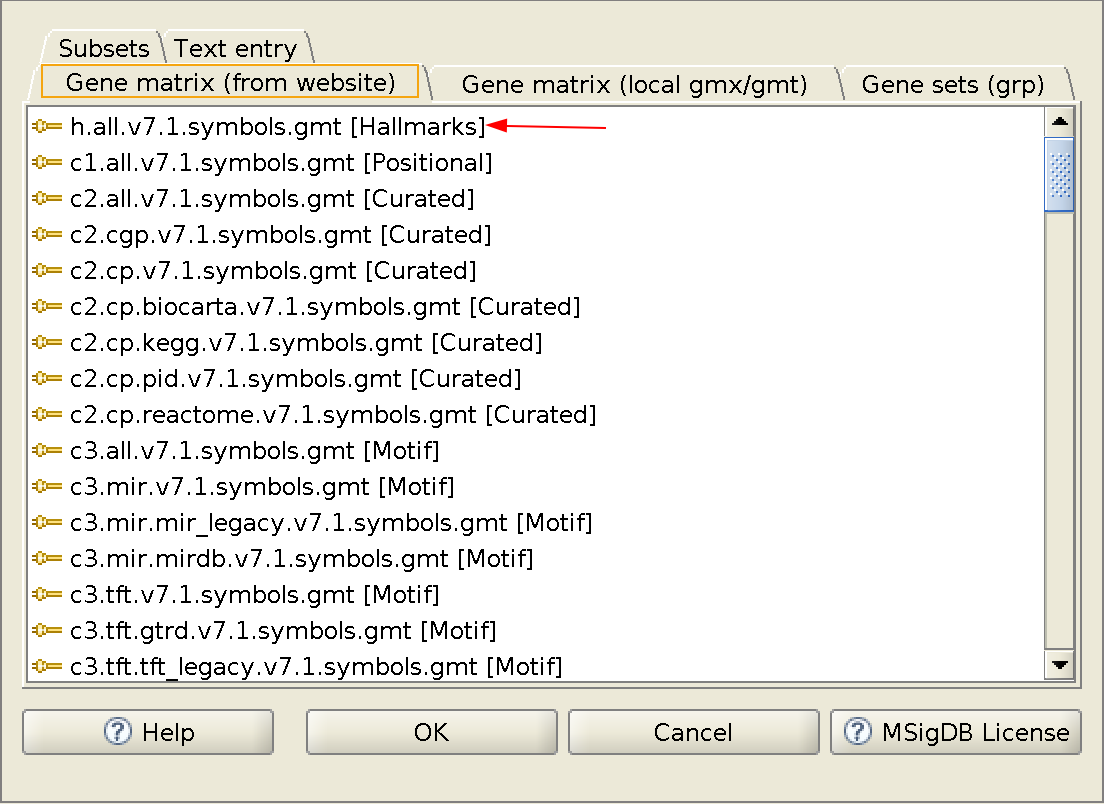 Subsets Text entry
Gene matrix (from website) Gene matrix (local gmx/gmt) Gene sets (grp)
h.all.v7.1.symbols.gmt [Hallmarks]
c1.all.v7.1.symbols.gmt [Positional]
c2.all.v7.1.symbols.gmt [Curated]
c2.cgp.v7.1.symbols.gmt [Curated]
c2.cp.v7.1.symbols.gmt [Curated]
c2.cp.biocarta.v7.1.symbols.gmt [Curated]
c2.cp.kegg.v7.1.symbols.gmt [Curated]
c2.cp.pid.v7.1.symbols.gmt [Curated]
c2.cp.reactome.v7.1.symbols.gmt [Curated]
c3.all.v7.1.symbols.gmt [Motif]
c3.mir.v7.1.symbols.gmt [Motif]
c3.mir.mir_legacy.v7.1.symbols.gmt [Motif]
c3.mir.mirdb.v7.1.symbols.gmt [Motif]
c3.tft.v7.1.symbols.gmt [Motif]
c3.tft.gtrd.v7.1.symbols.gmt [Motif]
c3.tft.tft_legacy.v7.1.symbols.gmt [Motif]
? Help OK Cancel ? MSigDB License